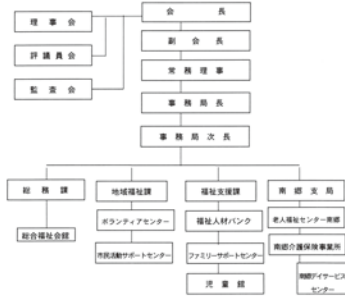 会長
理事会
副会長
評議員会
常務理事
監査会
事務局長
事務局次長
総務課
地域福祉課
福祉支援課
南郷支局
ボランティアセンター
福祉人材バンク
老人福祉センター南郷
総合福祉会館
市民活動サポートセンター
ファミリーサポートセンター
南郷介護保険事業所
児童館
南郷デイサービス
センター